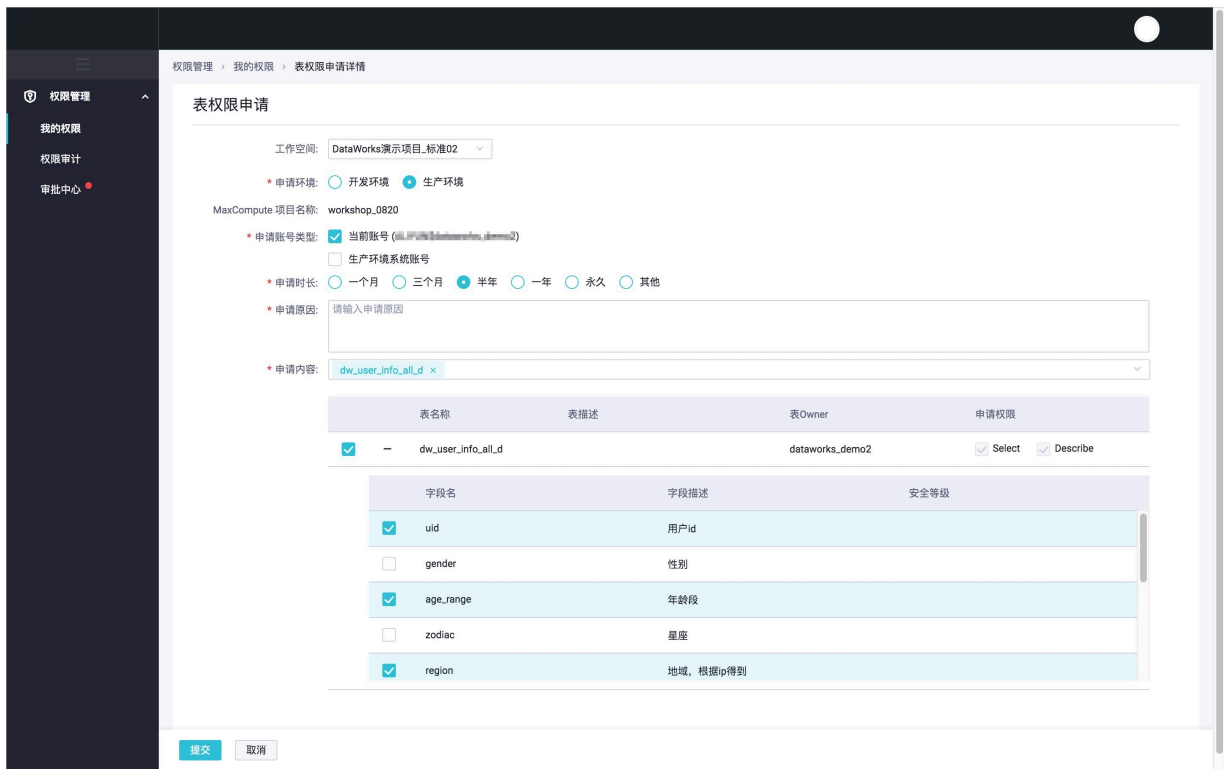 权限管理 > 我的权限 > 表权限申请详情
权限管理
我的权限
权限审计
审批中心
表权限申请
工作空间: DataWorks演示项目_标准02
* 申请环境: 开发环境 生产环境
MaxCompute 项目名称: workshop_0820
* 申请账号类型: 当前账号 ( 2)
生产环境系统账号
* 申请时长: 一个月 三个月 半年 一年 永久 其他
* 申请原因: 请输入申请原因
* 申请内容: dw_user_info_all_d ×
表名称 表描述 表Owner 申请权限
dw_user_info_all_d dataworks_demo2 Select Describe
字段名 字段描述 安全等级
uid 用户id
gender 性别
age_range 年龄段
zodiac 星座
region 地域，根据ip得到
提交 取消